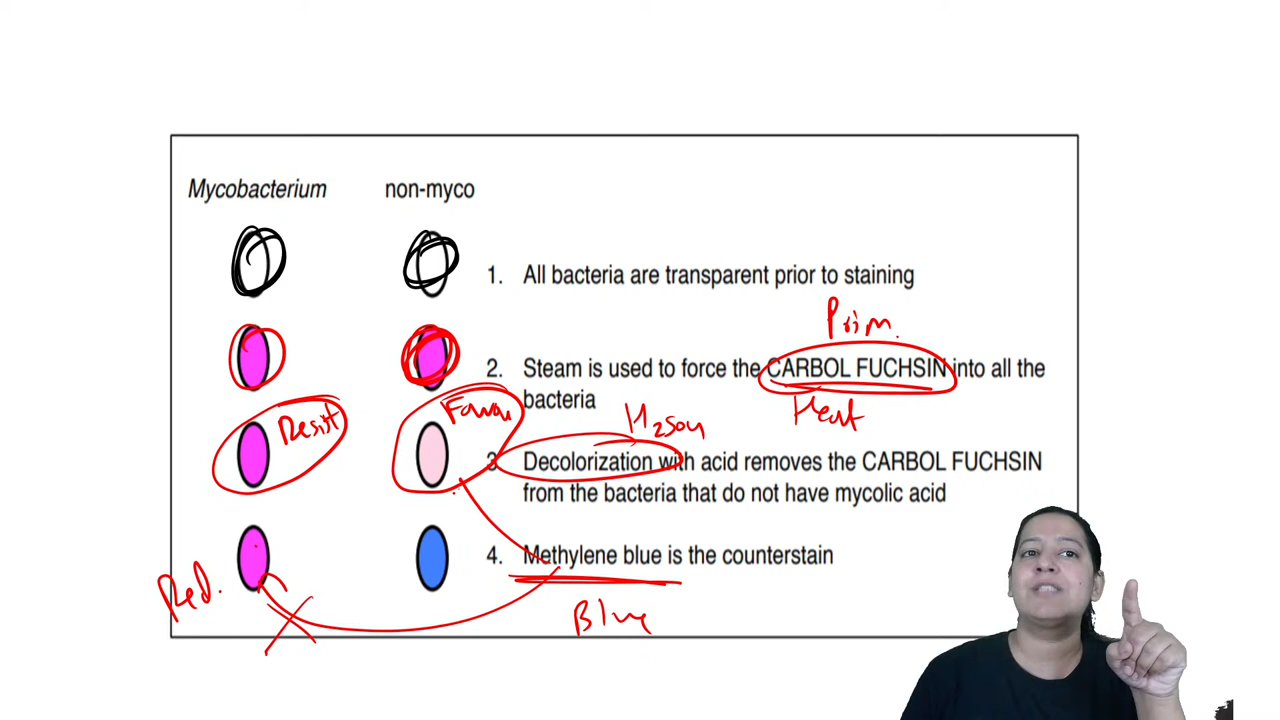 Mycobacterium non-myco
1. All bacteria are transparent prior to staining
Prim.
2. Steam is used to force the CARBOL FUCHSIN into all the
bacteria
Heat
Resist
H2SO4
3. Decolorization with acid removes the CARBOL FUCHSIN
from the bacteria that do not have mycolic acid
4. Methylene blue is the counterstain
Red.
Blue